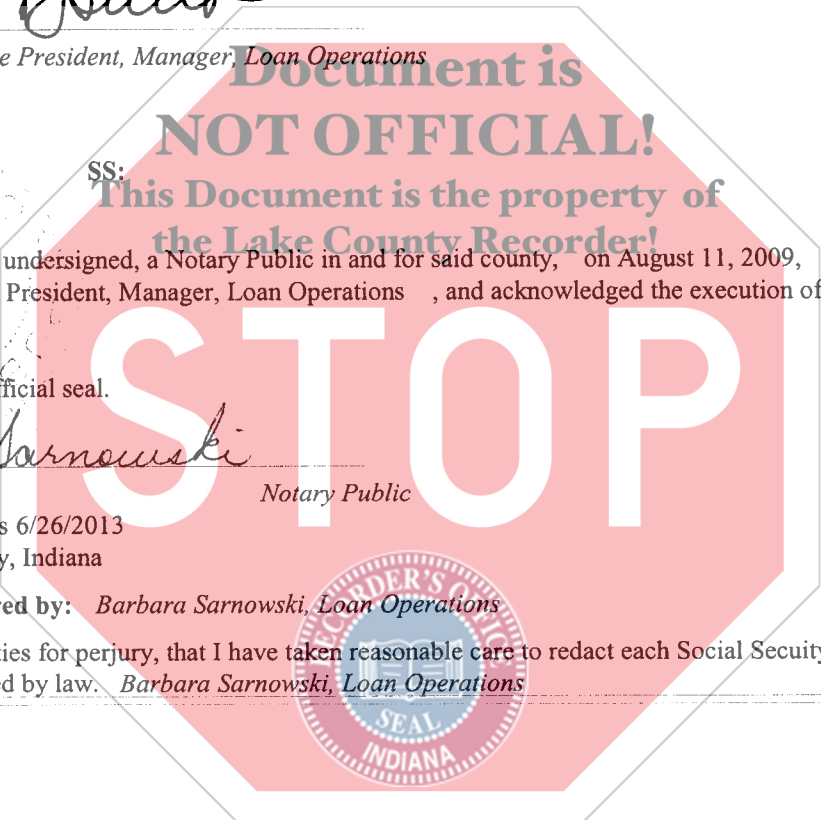 e President, Manager, Loan Operations
Document is
NOT OFFICIAL!
SS:
This Document is the property of
the Lake County Recorder!
undersigned, a Notary Public in and for said county, on August 11, 2009,
President, Manager, Loan Operations , and acknowledged the execution of
STOP
fficial seal.
Sarnowski
Notary Public
s 6/26/2013
y, Indiana
RECORDER'S OFFICE
ed by: Barbara Sarnowski, Loan Operations
ties for perjury, that I have taken reasonable care to redact each Social Secuity
ed by law. Barbara Sarnowski, Loan Operations
SEAL
INDIANA